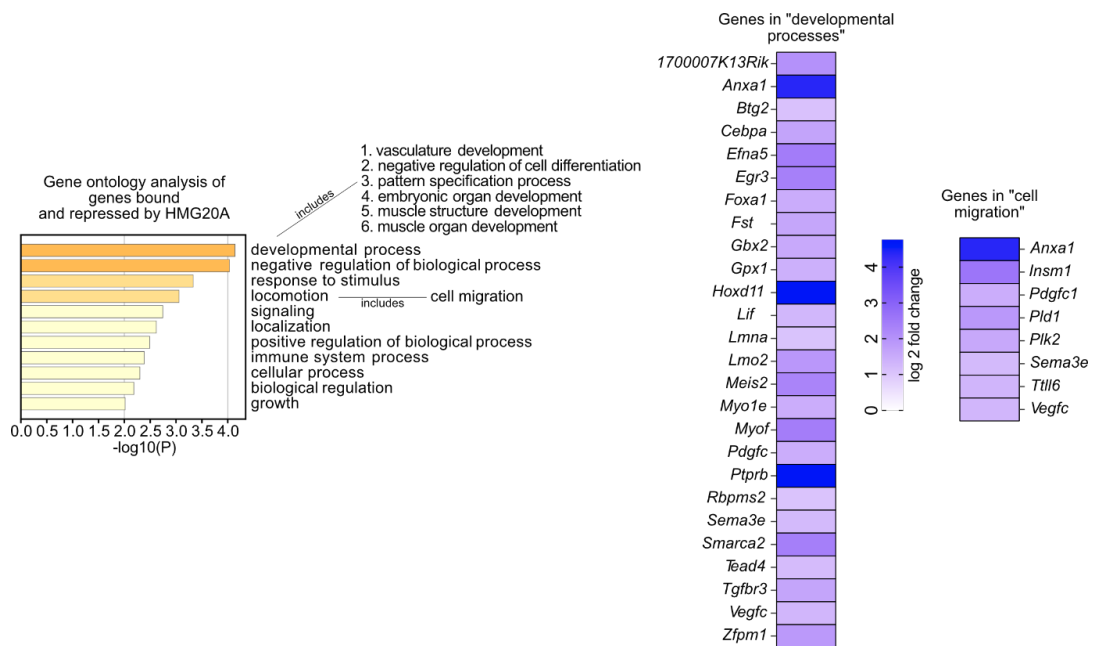 Gene ontology analysis of
genes bound
and repressed by HMG20A
developmental process
negative regulation of biological process
response to stimulus
locomotion
signaling
localization
positive regulation of biological process
immune system process
cellular process
biological regulation
growth
0.0 0.5 1.0 1.5 2.0 2.5 3.0 3.5 4.0
-log10(P)
includes
1. vasculature development
2. negative regulation of cell differentiation
3. pattern specification process
4. embryonic organ development
5. muscle structure development
6. muscle organ development
includes
cell migration
Genes in "developmental
processes"
1700007K13Rik
Anxa1
Btg2
Cebpa
Efna5
Egr3
Foxa1
Fst
Gbx2
Gpx1
Hoxd11
Lif
Lmna
Lmo2
Meis2
Myo1e
Myof
Pdgfc
Ptprb
Rbpms2
Sema3e
Smarca2
Tead4
Tgfbr3
Vegfc
Zfpm1
0 1 2 3 4
log 2 fold change
Genes in "cell
migration"
Anxa1
Insm1
Pdgfc1
Pld1
Plk2
Sema3e
Ttll6
Vegfc